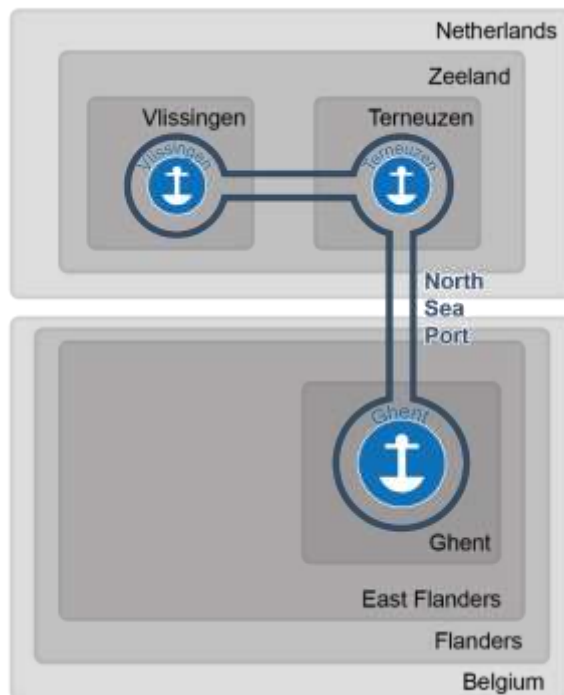 Netherlands
Zeeland
Vlissingen
Terneuzen
Vlissingen
Terneuzen
North
Sea
Port
Ghent
Ghent
East Flanders
Flanders
Belgium